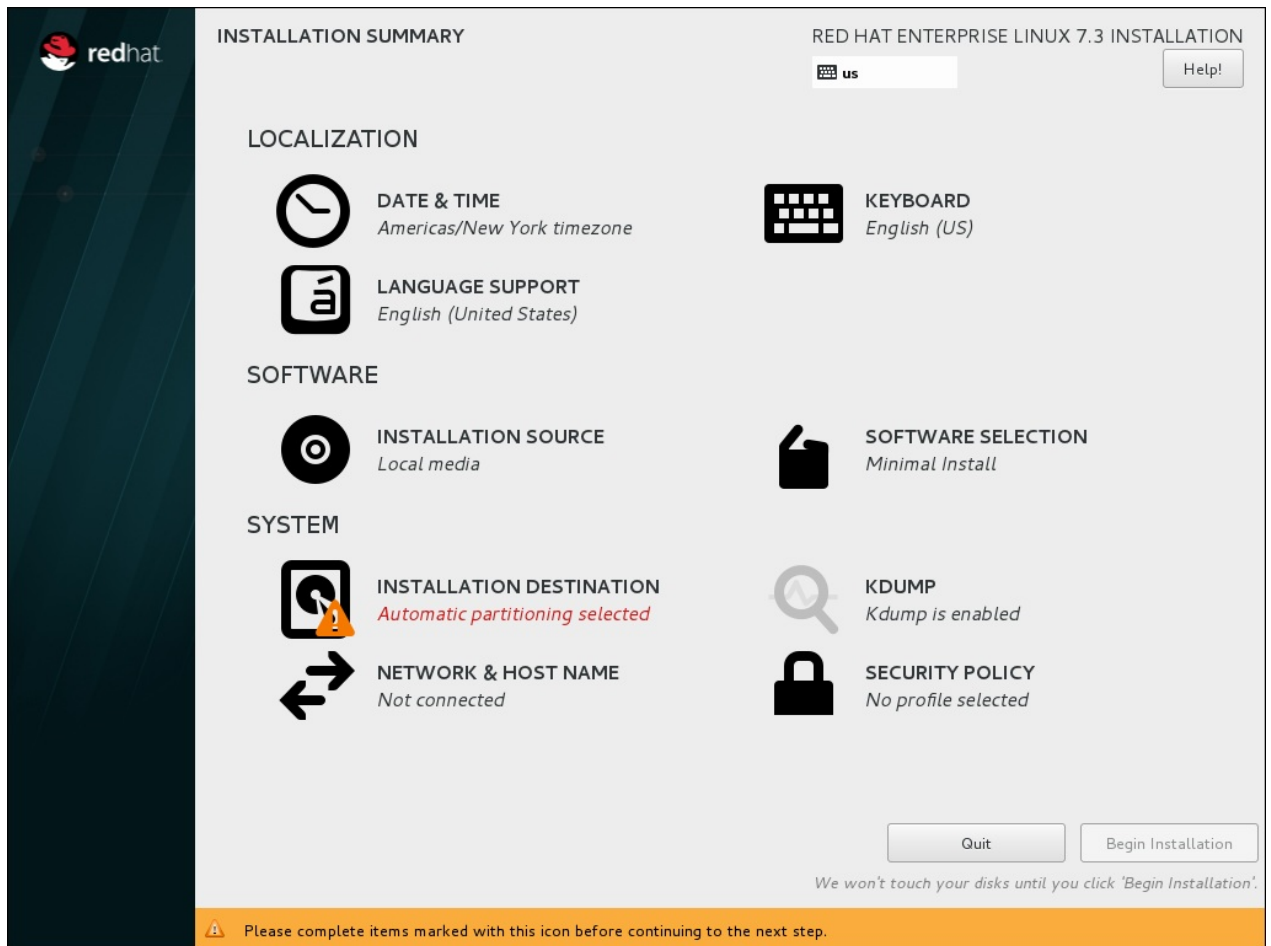 redhat
INSTALLATION SUMMARY
RED HAT ENTERPRISE LINUX 7.3 INSTALLATION
us
Help!
LOCALIZATION
DATE & TIME
Americas/New York timezone
KEYBOARD
English (US)
á
LANGUAGE SUPPORT
English (United States)
SOFTWARE
INSTALLATION SOURCE
Local media
SOFTWARE SELECTION
Minimal Install
SYSTEM
INSTALLATION DESTINATION
Automatic partitioning selected
KDUMP
Kdump is enabled
NETWORK & HOST NAME
Not connected
SECURITY POLICY
No profile selected
Quit
Begin Installation
We won't touch your disks until you click 'Begin Installation'.
Please complete items marked with this icon before continuing to the next step.